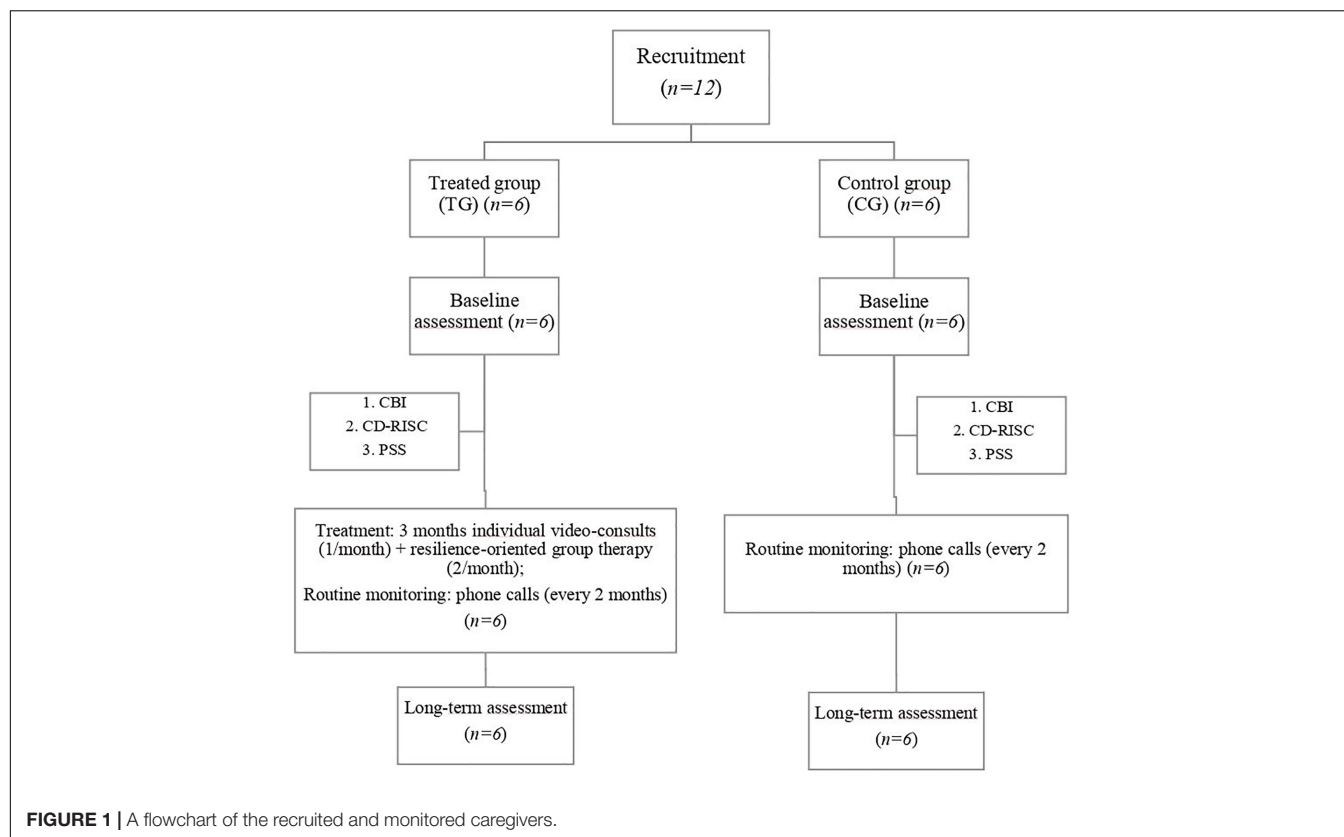 Recruitment
(n=12)
Treated group
(TG) (n=6)
Control group
(CG) (n=6)
Baseline
assessment (n=6)
Baseline
assessment (n=6)
1. CBI
2. CD-RISC
3. PSS
1. CBI
2. CD-RISC
3. PSS
Treatment: 3 months individual video-consults
(1/month) + resilience-oriented group therapy
(2/month);
Routine monitoring: phone calls (every 2 months)
(n=6)
Routine monitoring: phone calls (every 2
months) (n=6)
Long-term assessment
(n=6)
Long-term assessment
(n=6)
FIGURE 1 | A flowchart of the recruited and monitored caregivers.